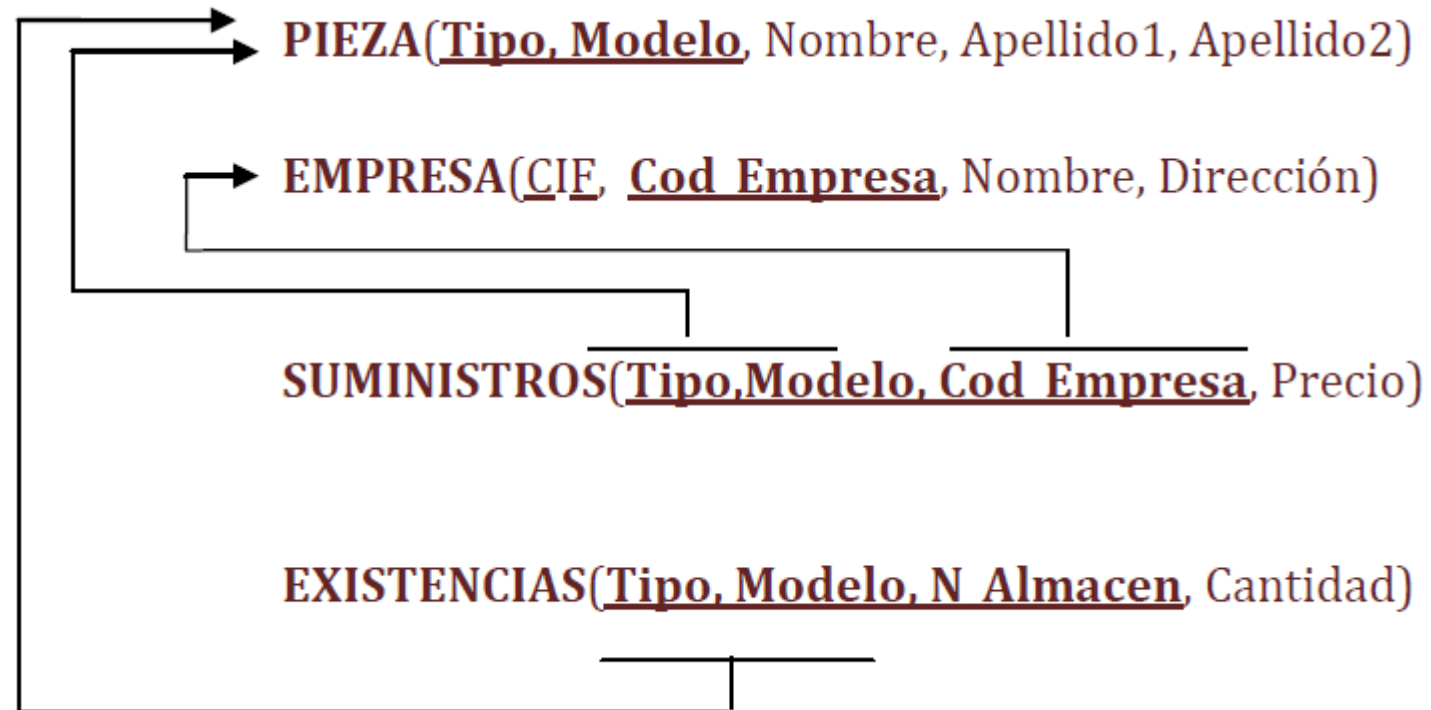 PIEZA(Tipo, Modelo, Nombre, Apellido1, Apellido2)
EMPRESA(CIF, Cod_Empresa, Nombre, Dirección)
SUMINISTROS(Tipo,Modelo, Cod_Empresa, Precio)
EXISTENCIAS(Tipo, Modelo, N_Almacen, Cantidad)